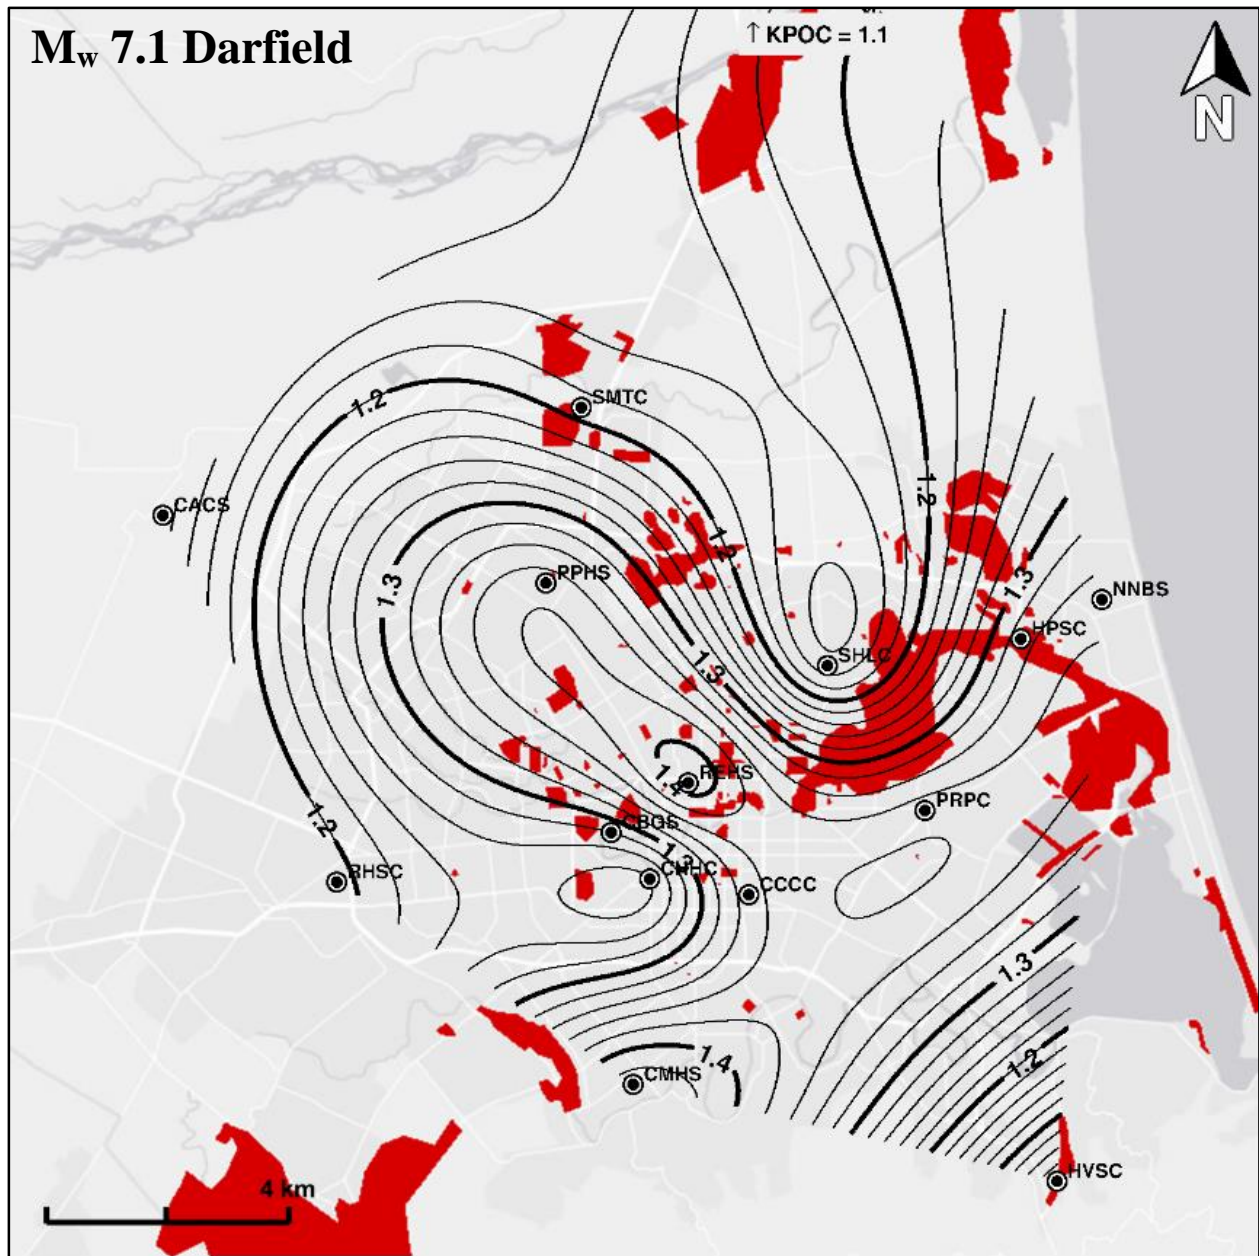 M_w 7.1 Darfield
↑ KPOC = 1.1
N
SMTC
1.2
CACS
1.2
1.2
PPHS
1.3
1.3
NNBS
HPSC
SHLC
1.3
REHS
1.4
PRPC
CBGS
1.2
1.3
CNHC
RHSC
CCCC
1.3
1.2
1.4
CMHS
HVSC
4 km